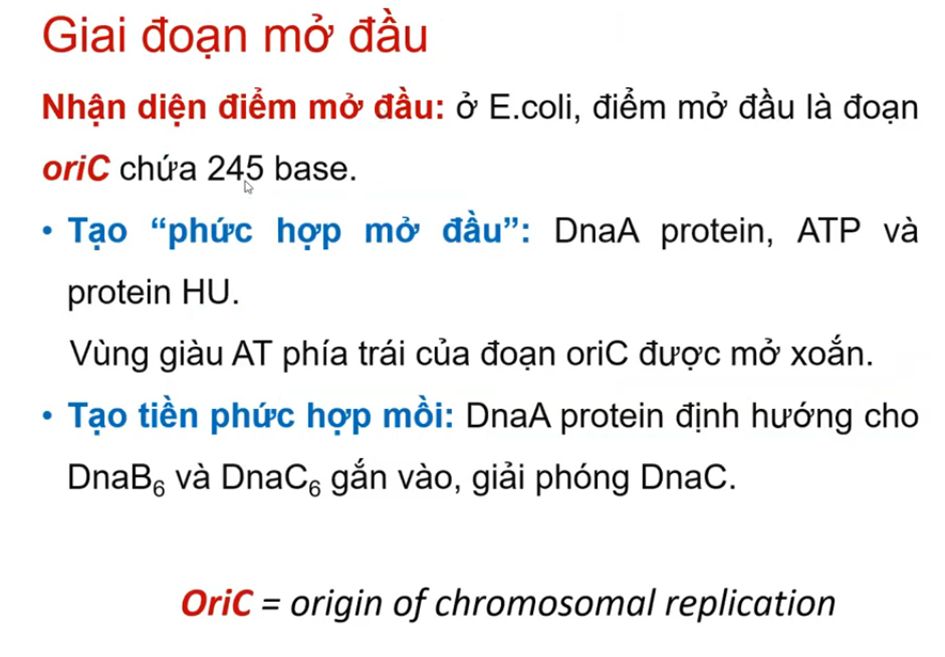 Giai đoạn mở đầu
Nhận diện điểm mở đầu: ở E.coli, điểm mở đầu là đoạn
oriC chứa 245 base.
• Tạo “phức hợp mở đầu”: DnaA protein, ATP và
protein HU.
Vùng giàu AT phía trái của đoạn oriC được mở xoắn.
• Tạo tiền phức hợp mồi: DnaA protein định hướng cho
DnaB₆ và DnaC₆ gắn vào, giải phóng DnaC.
OriC = origin of chromosomal replication